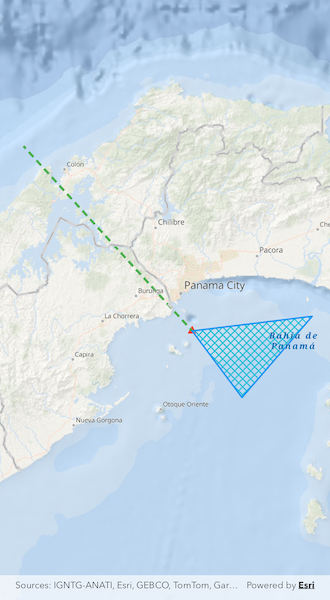 Colón
Chilibre
Pacora
Panama City
Burunga
La Chorrera
Bahía de
Panamá
Capira
Otoque Oriente
Nueva Gorgona
Sources: IGNTG-ANATI, Esri, GEBCO, TomTom, Gar... Powered by Esri